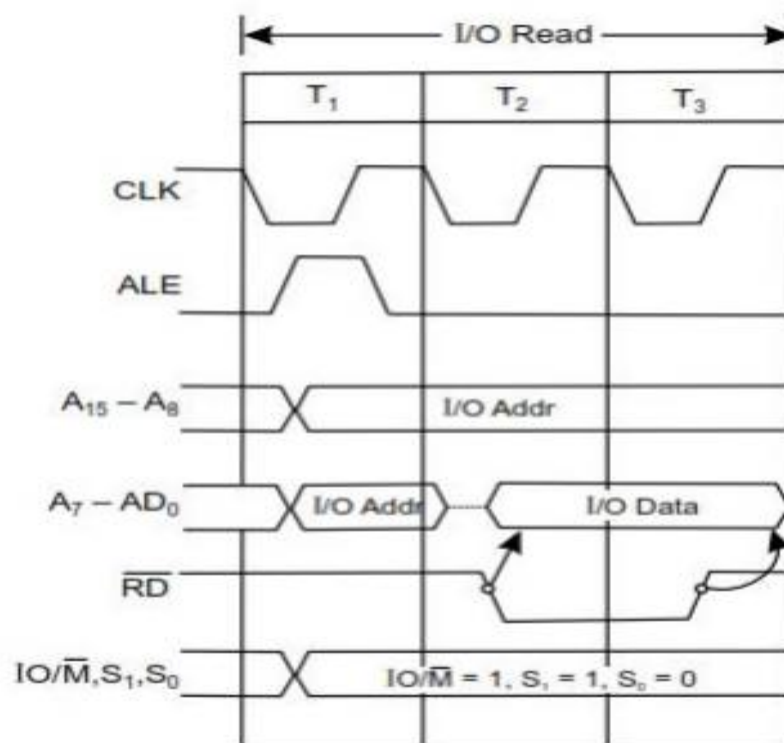 I/O Read
T₁ T₂ T₃
CLK
ALE
A₁₅ – A₈ I/O Addr
A₇ – AD₀ I/O Addr I/O Data
R̅D̅
IO/M̅,S₁,S₀ IO/M̅ = 1, S₁ = 1, S₀ = 0